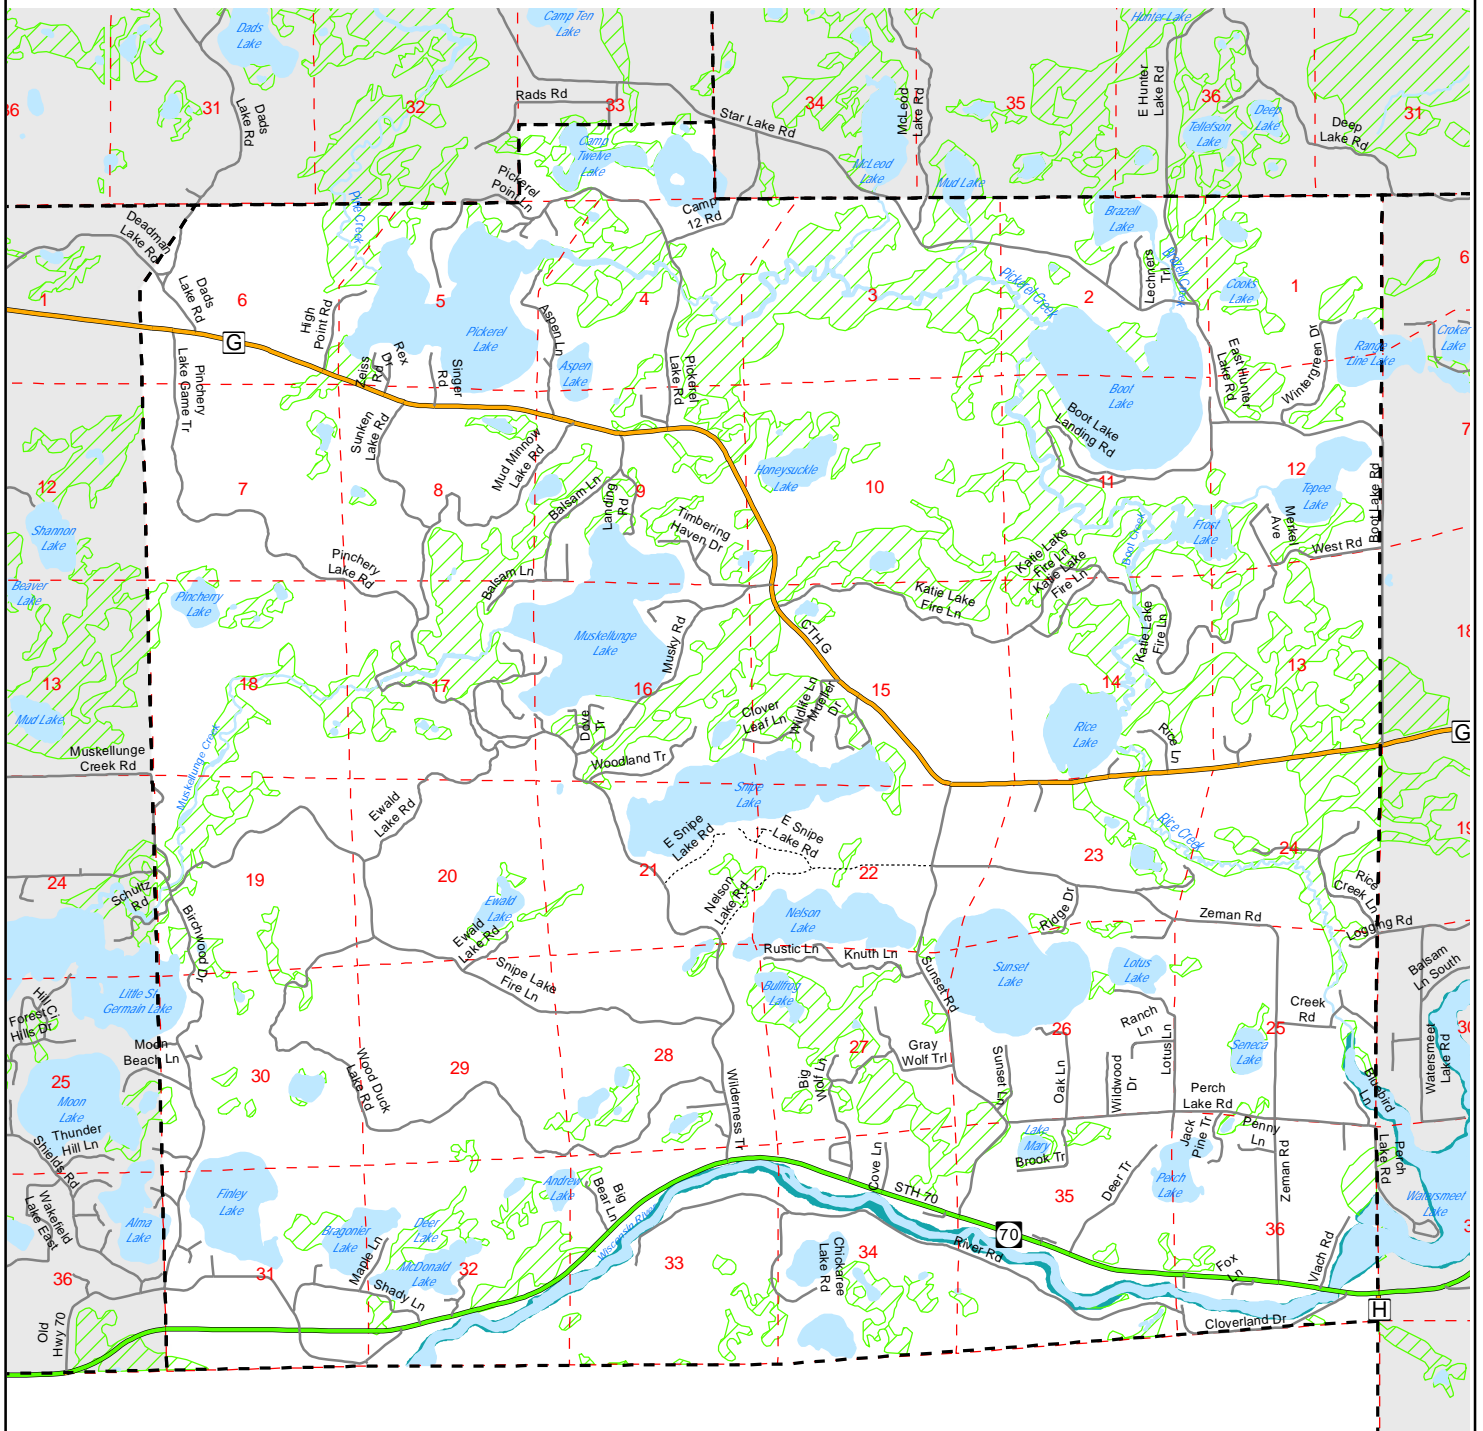 Dads
Lake
Camp Ten
Lake
Hunter Lake
36
31
Dads
Lake Rd
32
Rads Rd
33
Star Lake Rd
34
McLeod
Lake Rd
35
E Hunter
Lake Rd
36
Deep
Lake
Tellefson
Lake
Deep
Lake Rd
31
Camp
Twelve
Lake
McLeod
Lake
Mud Lake
Pickerel
Point Ln
Camp
12 Rd
Pine Creek
Deadman
Lake Rd
Brazell
Lake
Lechners
Trl
Brazell Creek
6
1
Dads
Lake Rd
6
High
Point Rd
5
Pickerel
Lake
4
3
Pickerel Creek
2
Cooks
Lake
1
G
Aspen Ln
Aspen
Lake
Rex
Dr
Zeiss
Rd
Singer
Rd
Pickerel
Lake Rd
Boot
Lake
East Hunter
Lake Rd
Wintergreen Dr
Range
Line Lake
Croker
Lake
Pinchery
Lake Game Tr
Sunken
Lake Rd
Mud Minnow
Lake Rd
Boot Lake
Landing Rd
7
12
7
8
Balsam Ln
Landing
Rd
9
Honeysuckle
Lake
10
11
12
Tepee
Lake
Boot Lake Rd
Shannon
Lake
Timbering
Haven Dr
Boot Creek
Frost
Lake
Merkel
Ave
West Rd
Beaver
Lake
Pincherry
Lake
Pinchery
Lake Rd
Balsam Ln
Katie Lake
Fire Ln
Katie Lake
Fire Ln
Katie Lake
Fire Ln
Katie Lake
Fire Ln
Muskellunge
Lake
Musky Rd
CTH G
18
13
Mud Lake
18
17
16
15
14
13
Dove
Tr
Clover
Leaf Ln
Wildlife Ln
Mueller
Dr
Rice
Lake
Rice
Ln
G
Muskellunge
Creek Rd
Muskellunge Creek
Woodland Tr
Snipe
Lake
Ewald
Lake Rd
E Snipe
Lake Rd
E Snipe
Lake Rd
Rice Creek
19
24
Schultz
Rd
19
20
21
22
23
24
Rice
Creek Ln
Birchwood Dr
Ewald
Lake
Ewald
Lake Rd
Nelson
Lake Rd
Nelson
Lake
Ridge Dr
Zeman Rd
Logging Rd
Snipe Lake
Fire Ln
Rustic Ln
Knuth Ln
Sunset Rd
Sunset
Lake
Lotus
Lake
Balsam
Ln South
Little St
Germain Lake
Hill Ct
Forest
Hills Dr
Bullfrog
Lake
Creek
Rd
Moon
Beach Ln
Ranch
Ln
Lotus Ln
26
25
Seneca
Lake
30
25
Moon
Lake
30
Wood Duck
Lake Rd
29
28
Wilderness Tr
Big
Wolf Ln
27
Gray
Wolf Trl
Sunset Ln
Oak Ln
Wildwood
Dr
Perch
Lake Rd
Bluebird
Ln
Watersmeet
Lake Rd
Thunder
Hill Ln
Shields Rd
Lake
Mary
Brook Tr
Jack
Pine Tr
Penny
Ln
Zeman Rd
Perch
Lake Rd
Wakefield
Lake East
Alma
Lake
Finley
Lake
Andrew
Lake
Big
Bear Ln
Cove Ln
STH 70
35
Deer Tr
Perch
Lake
Watersmeet
Lake
Bragonier
Lake
Deer
Lake
Maple Ln
McDonald
Lake
Wisconsin River
33
Chickaree
Lake Rd
34
River Rd
70
36
Fox
Ln
Vlach Rd
36
31
32
Shady Ln
Old
Hwy 70
Cloverland Dr
H